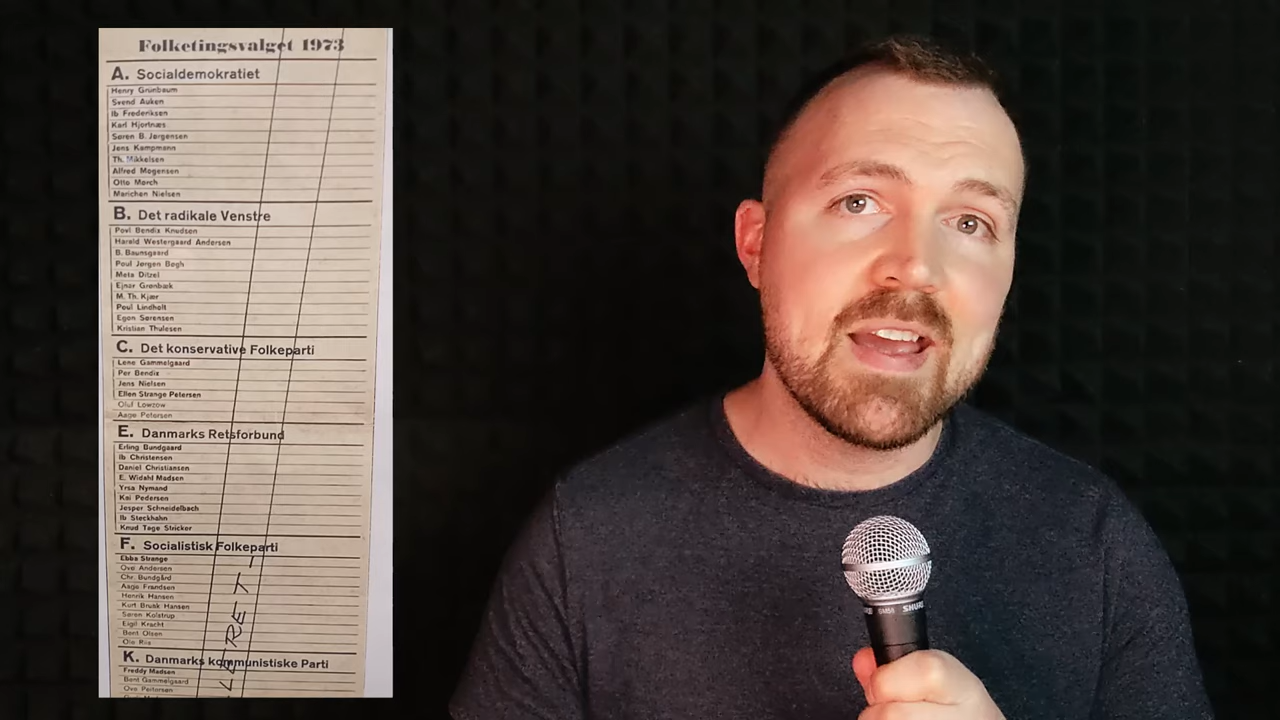 Folketingsvalget 1973
A. Socialdemokratiet
Henry Grünbaum
Svend Auken
Ib Frederiksen
Karl Hjortnæs
Søren B. Jørgensen
Jens Kampmann
Th. Mikkelsen
Alfred Mogensen
Otto Mørch
Marichen Nielsen
B. Det radikale Venstre
Povl Bendix Knudsen
Harald Westergaard Andersen
B. Baunsgaard
Poul Jørgen Bøgh
Meta Ditzel
Ejnar Grønbæk
M. Th. Kjær
Poul Lindholt
Egon Sørensen
Kristian Thulesen
C. Det konservative Folkeparti
Lene Gammelgaard
Per Bendix
Jens Nielsen
Ellen Strange Petersen
Oluf Lowzow
Aage Petersen
E. Danmarks Retsforbund
Erling Bundgaard
Ib Christensen
Daniel Christiansen
E. Widahl Madsen
Yrsa Nymand
Kai Pedersen
Jesper Schneidelbach
Ib Steckhahn
Knud Tage Stricker
F. Socialistisk Folkeparti
Ebba Strange
Ove Andersen
Chr. Bundgård
Aage Frandsen
Henrik Hansen
Kurt Brusk Hansen
Søren Kolstrup
Eigil Kracht
Bent Olsen
Ole Riis
K. Danmarks kommunistiske Parti
Freddy Madsen
Bent Gammelgaard
Ove Pettersen
SHURE